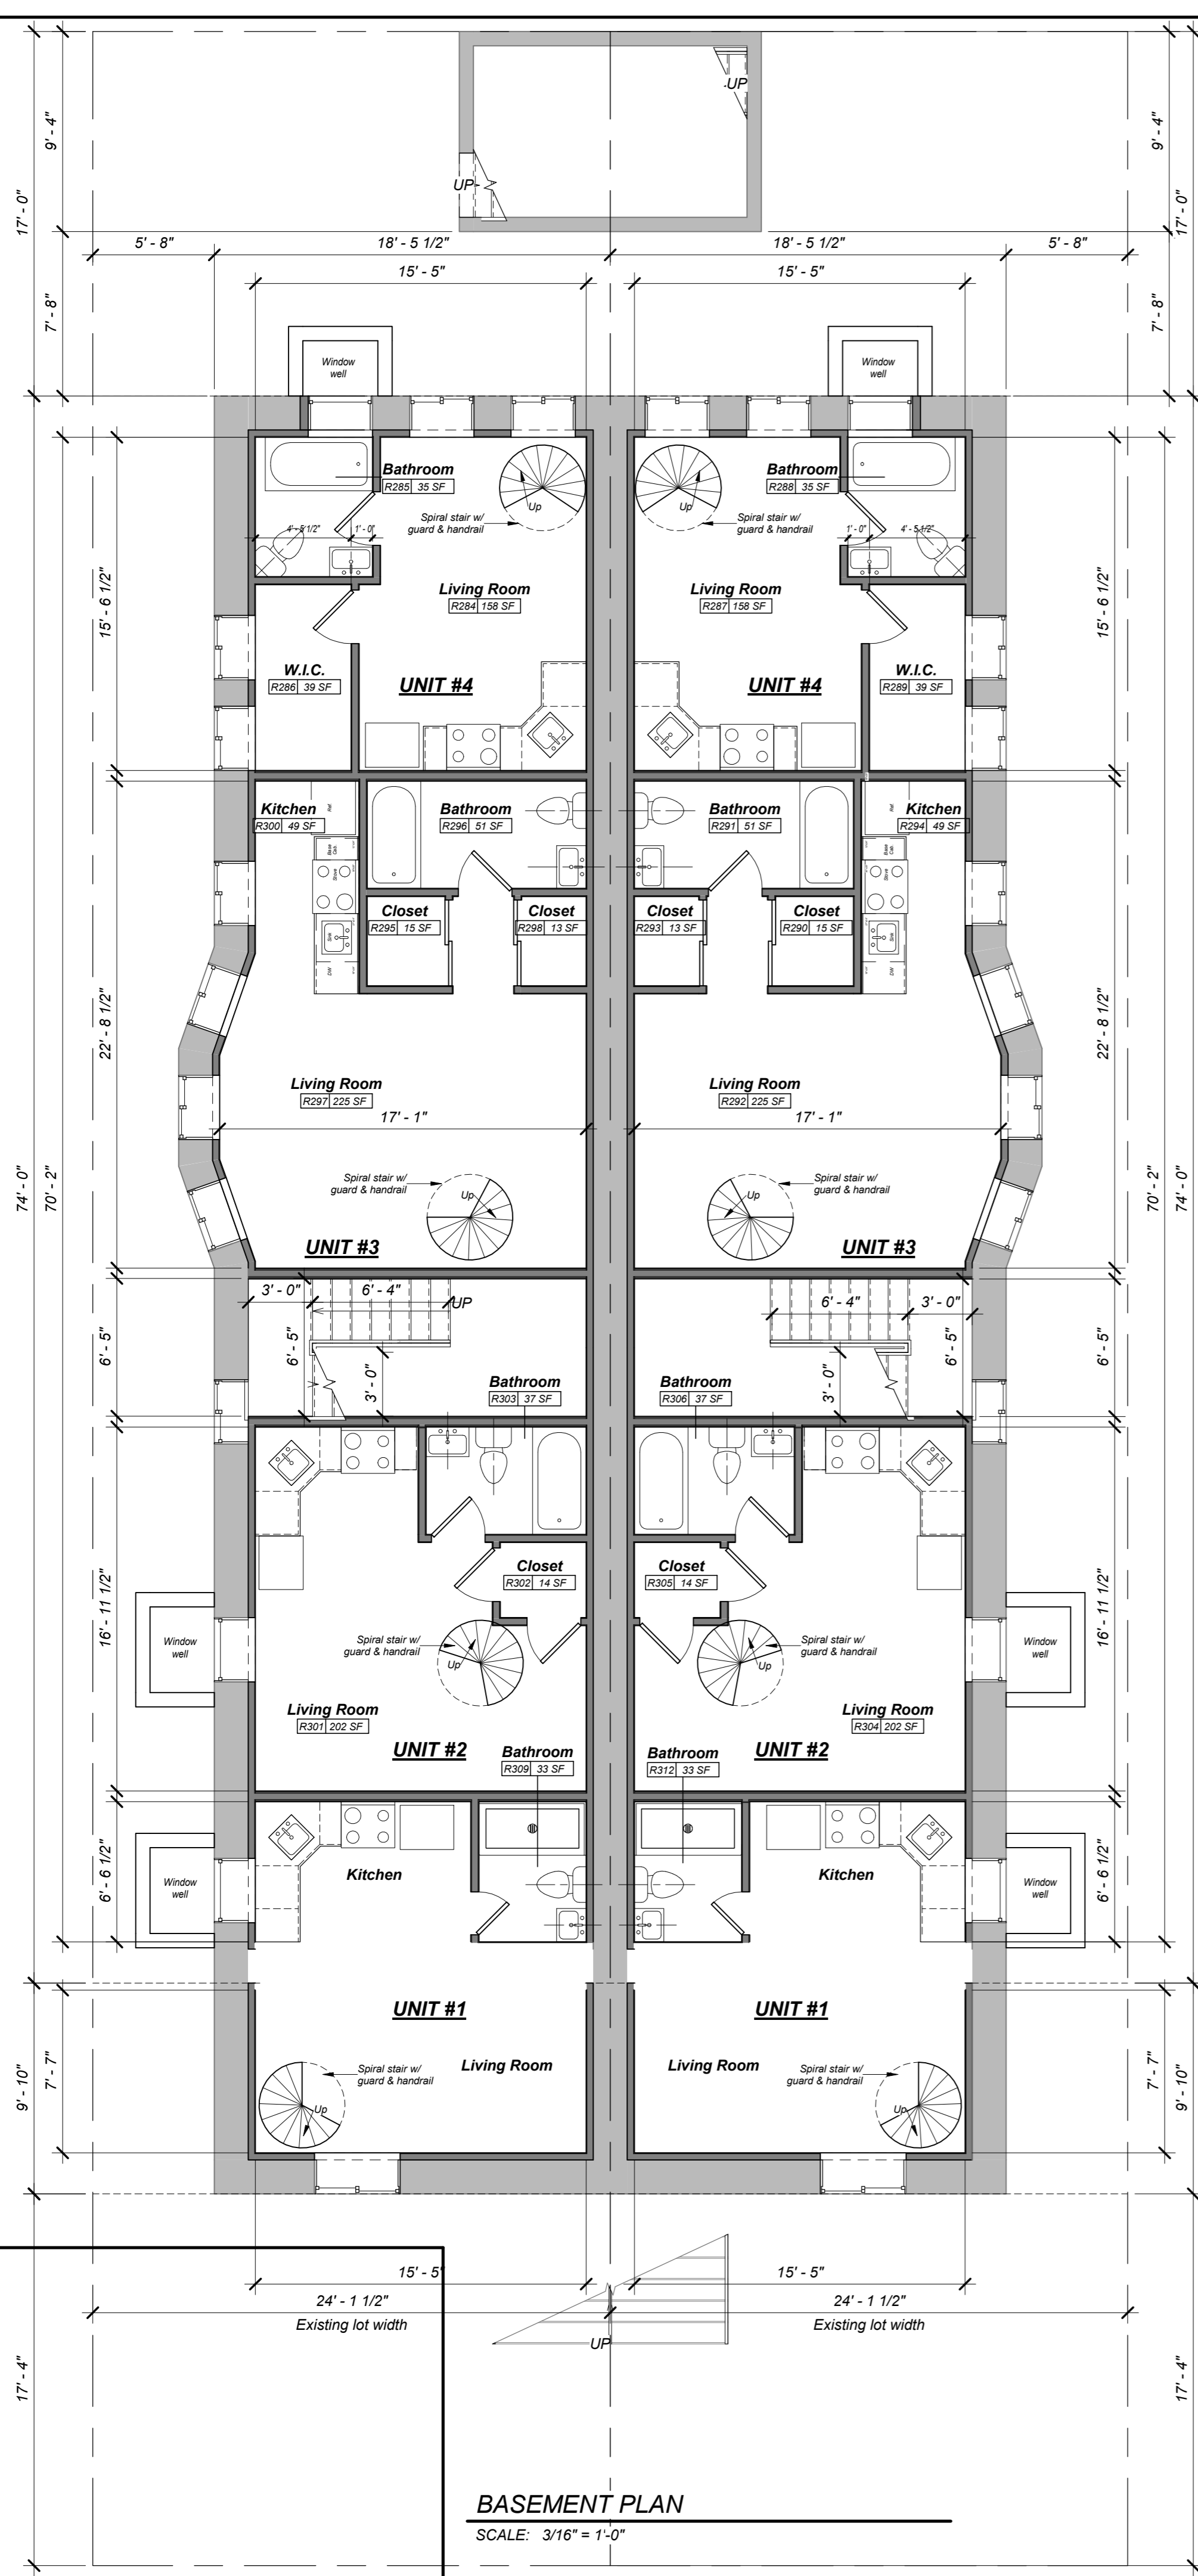 UP
9' - 4"
9' - 4"
17' - 0"
17' - 0"
UP
5' - 8"
18' - 5 1/2"
18' - 5 1/2"
5' - 8"
15' - 5"
15' - 5"
7' - 8"
7' - 8"
Window
well
Window
well
Bathroom
R285 35 SF
Bathroom
R288 35 SF
Up
Up
Spiral stair w/
guard & handrail
Spiral stair w/
guard & handrail
4' - 5 1/2"
1' - 0"
1' - 0"
4' - 5 1/2"
Living Room
R284 158 SF
Living Room
R287 158 SF
15' - 6 1/2"
15' - 6 1/2"
W.I.C.
R286 39 SF
UNIT #4
UNIT #4
W.I.C.
R289 39 SF
Kitchen
R300 49 SF
Ref.
Bathroom
R296 51 SF
Bathroom
R291 51 SF
Ref.
Kitchen
R294 49 SF
Base
Cab.
Base
Cab.
Stove
Stove
Closet
R295 15 SF
Closet
R298 13 SF
Closet
R293 13 SF
Closet
R290 15 SF
Sink
Sink
DW
DW
22' - 8 1/2"
22' - 8 1/2"
Living Room
R297 225 SF
Living Room
R292 225 SF
17' - 1"
17' - 1"
74' - 0"
70' - 2"
70' - 2"
74' - 0"
Spiral stair w/
guard & handrail
Up
Up
Spiral stair w/
guard & handrail
UNIT #3
UNIT #3
3' - 0"
6' - 4"
UP
6' - 4"
3' - 0"
6' - 5"
6' - 5"
6' - 5"
6' - 5"
3' - 0"
3' - 0"
Bathroom
R303 37 SF
Bathroom
R306 37 SF
Closet
R302 14 SF
Closet
R305 14 SF
16' - 11 1/2"
16' - 11 1/2"
Window
well
Spiral stair w/
guard & handrail
Up
Up
Spiral stair w/
guard & handrail
Window
well
Living Room
R301 202 SF
Living Room
R304 202 SF
UNIT #2
UNIT #2
Bathroom
R309 33 SF
Bathroom
R312 33 SF
6' - 6 1/2"
6' - 6 1/2"
Window
well
Kitchen
Kitchen
Window
well
UNIT #1
UNIT #1
Living Room
Living Room
Spiral stair w/
guard & handrail
Spiral stair w/
guard & handrail
Up
Up
9' - 10"
7' - 7"
7' - 7"
9' - 10"
15' - 5"
15' - 5"
24' - 1 1/2"
24' - 1 1/2"
Existing lot width
Existing lot width
UP
17' - 4"
17' - 4"
BASEMENT PLAN
SCALE: 3/16" = 1'-0"